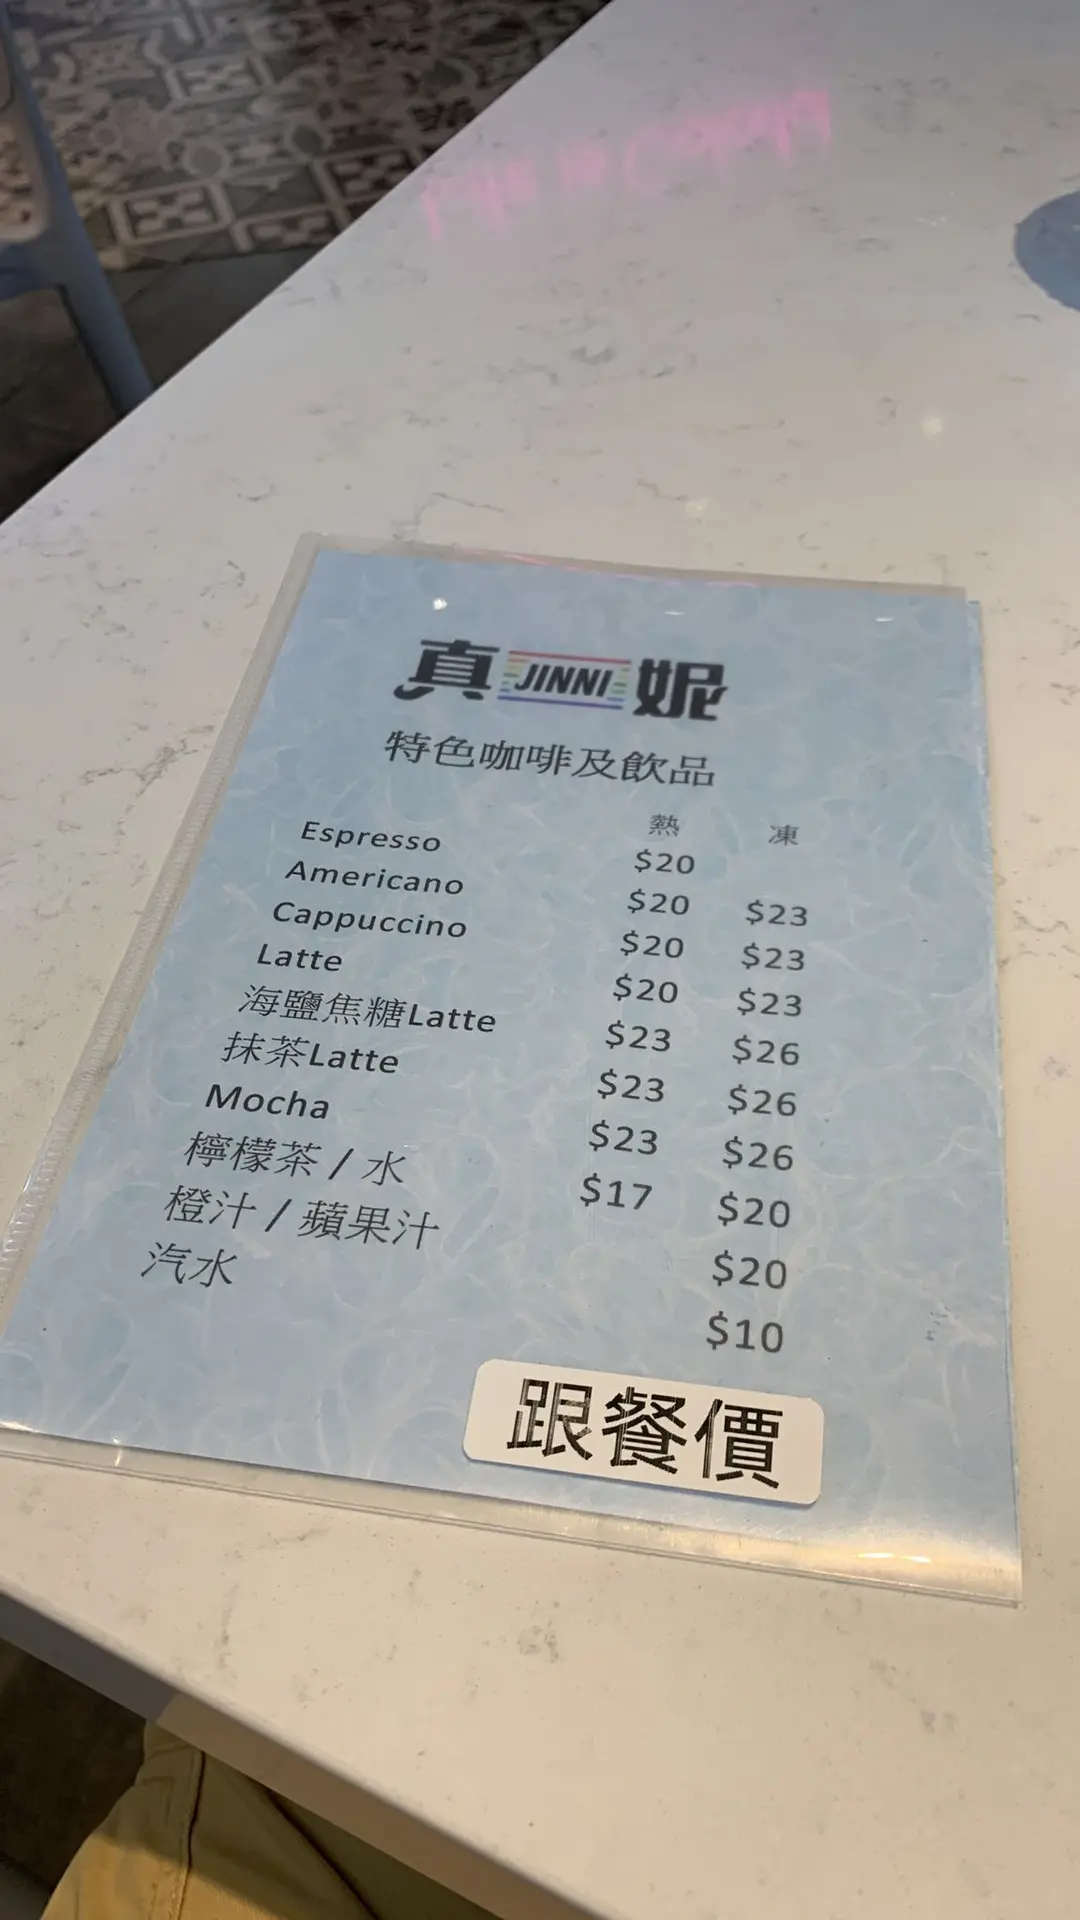 真 JINNI 妮
特色咖啡及飲品
熱 凍
Espresso $20
Americano $20 $23
Cappuccino $20 $23
Latte $20 $23
海鹽焦糖Latte $23 $26
抹茶Latte $23 $26
Mocha $23 $26
檸檬茶 / 水 $17 $20
橙汁 / 蘋果汁 $20
汽水 $10
跟餐價